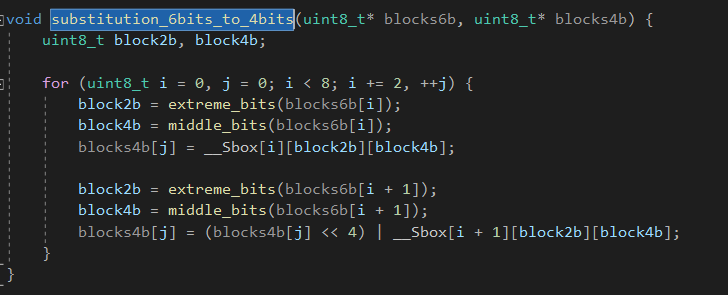 void substitution_6bits_to_4bits(uint8_t* blocks6b, uint8_t* blocks4b) {
    uint8_t block2b, block4b;

    for (uint8_t i = 0, j = 0; i < 8; i += 2, ++j) {
        block2b = extreme_bits(blocks6b[i]);
        block4b = middle_bits(blocks6b[i]);
        blocks4b[j] = __Sbox[i][block2b][block4b];

        block2b = extreme_bits(blocks6b[i + 1]);
        block4b = middle_bits(blocks6b[i + 1]);
        blocks4b[j] = (blocks4b[j] << 4) | __Sbox[i + 1][block2b][block4b];
    }
}